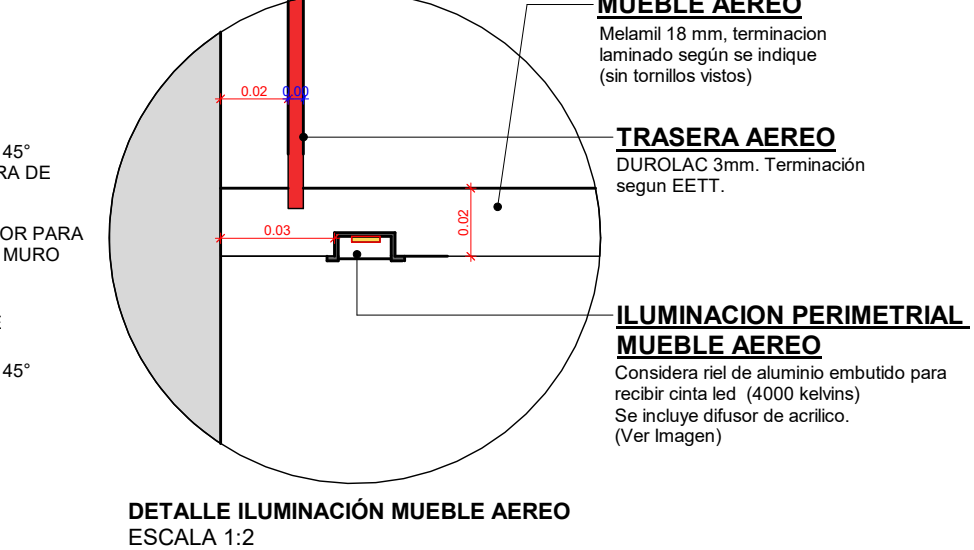 MUEBLE AEREO
Melamil 18 mm, terminacion
laminado según se indique
(sin tornillos vistos)
0.02
0.00
TRASERA AEREO
DUROLAC 3mm. Terminación
segun EETT.
45°
RA DE
OR PARA
MURO
0.03
0.02
ILUMINACION PERIMETRIAL
MUEBLE AEREO
Considera riel de aluminio embutido para
recibir cinta led (4000 kelvins)
Se incluye difusor de acrilico.
(Ver Imagen)
E
45°
DETALLE ILUMINACIÓN MUEBLE AEREO
ESCALA 1:2